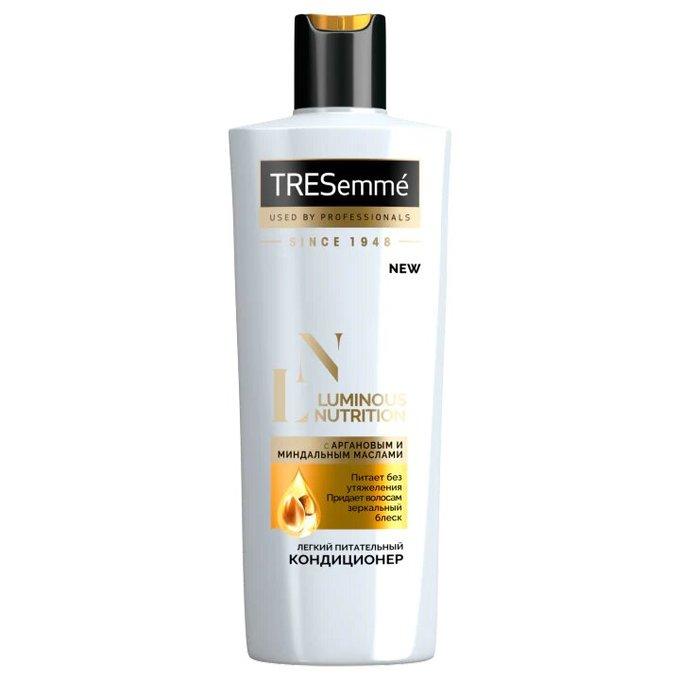 TRESemmé
USED BY PROFESSIONALS
SINCE 1948
NEW
LN
LUMINOUS
NUTRITION
С АРГАНОВЫМ И
МИНДАЛЬНЫМ МАСЛАМИ
Питает без
утяжеления
Придает волосам
зеркальный
блеск
ЛЕГКИЙ ПИТАТЕЛЬНЫЙ
КОНДИЦИОНЕР